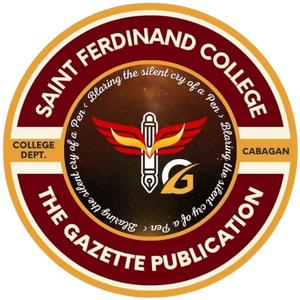 SAINT FERDINAND COLLEGE
Blaring the silent cry of a Pen
Blaring the silent cry of a Pen
Blaring the silent cry of a Pen
COLLEGE
DEPT.
CABAGAN
G
THE GAZETTE PUBLICATION